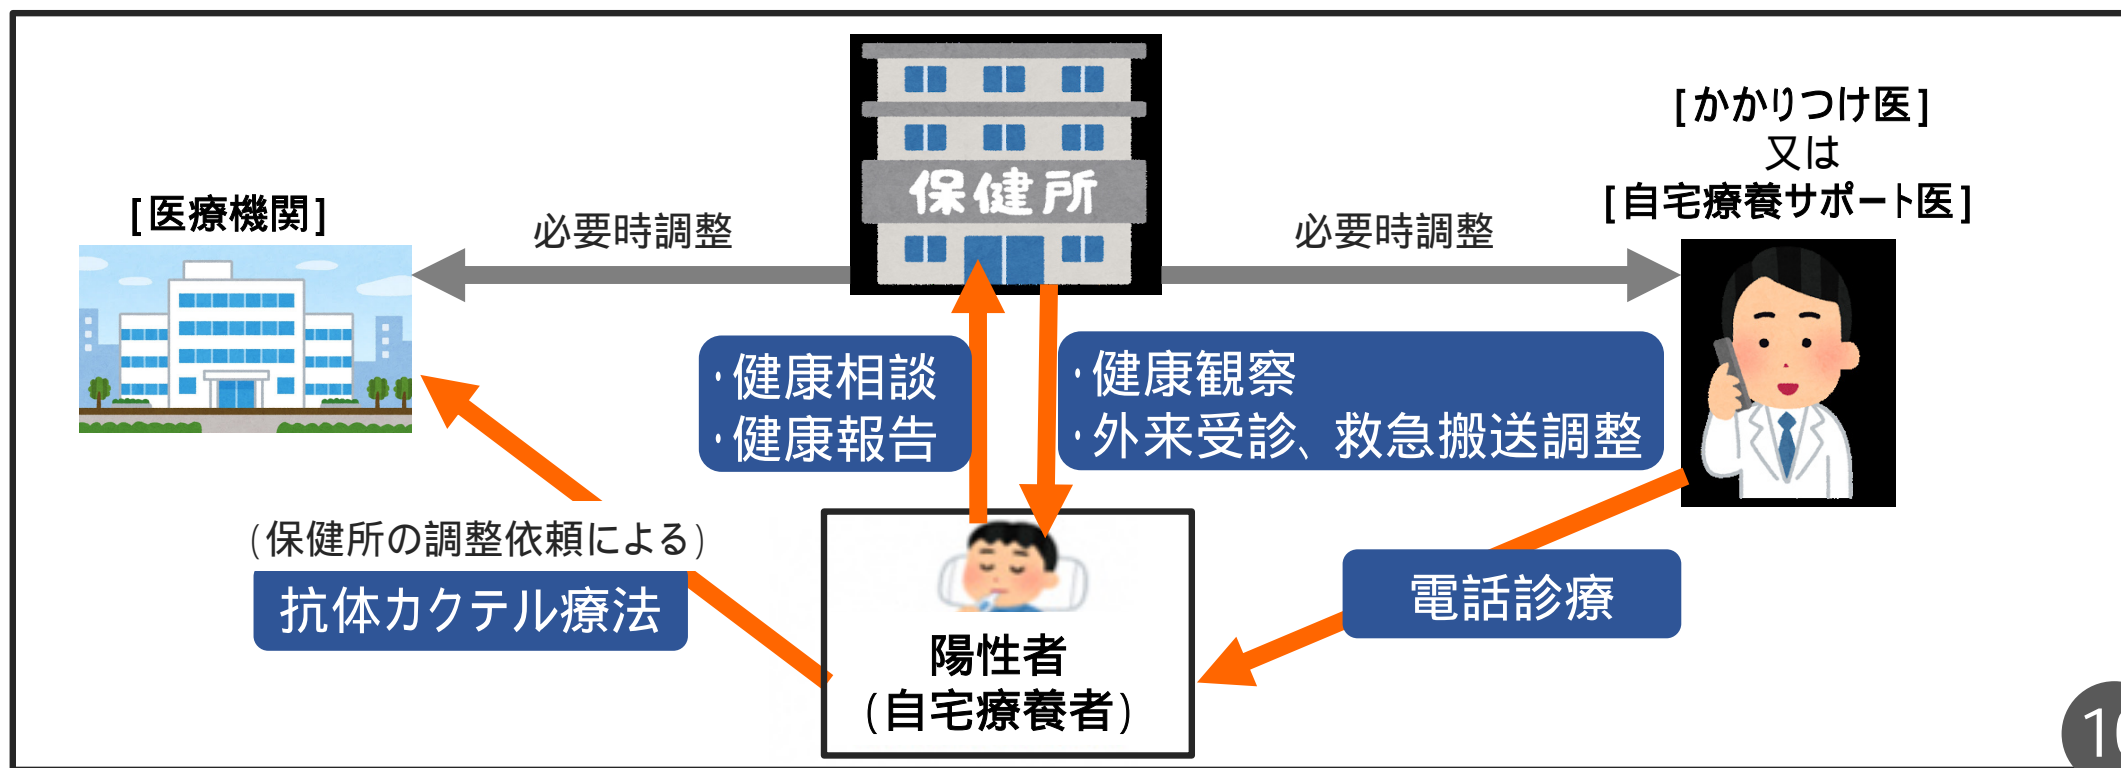 [かかりつけ医]
又は
[自宅療養サポート医]
保健所
[医療機関]
必要時調整
必要時調整
・健康相談
・健康報告
・健康観察
・外来受診、救急搬送調整
(保健所の調整依頼による)
抗体カクテル療法
電話診療
陽性者
(自宅療養者)